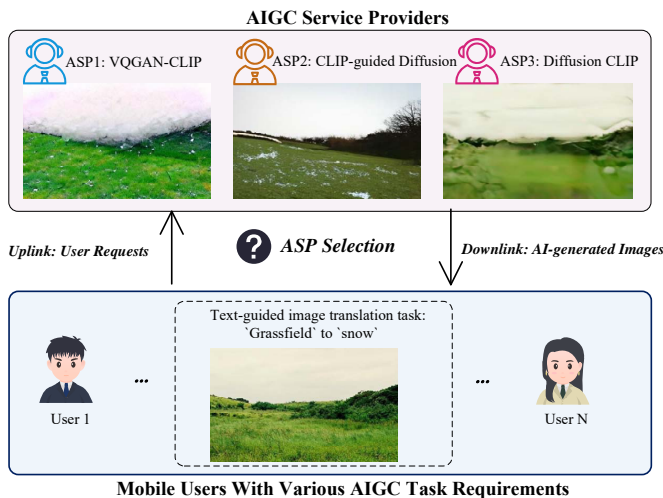 AIGC Service Providers
ASP1: VQGAN-CLIP
ASP2: CLIP-guided Diffusion
ASP3: Diffusion CLIP
Uplink: User Requests
? ASP Selection
Downlink: AI-generated Images
Text-guided image translation task:
`Grassfield` to `snow`
...
...
User 1
User N
Mobile Users With Various AIGC Task Requirements